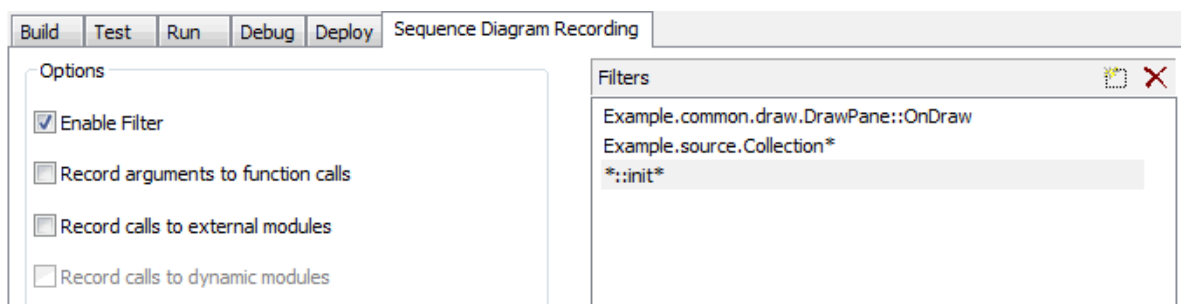 Build Test Run Debug Deploy Sequence Diagram Recording
Options
Enable Filter
Record arguments to function calls
Record calls to external modules
Record calls to dynamic modules
Filters
Example.common.draw.DrawPane::OnDraw
Example.source.Collection*
*::init*